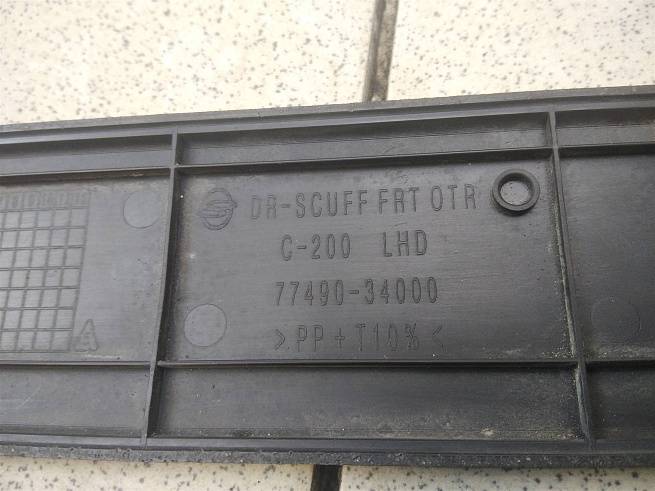 DR-SCUFF FRT OTR
C-200 LHD
77490-34000
>PP+T10%<
A